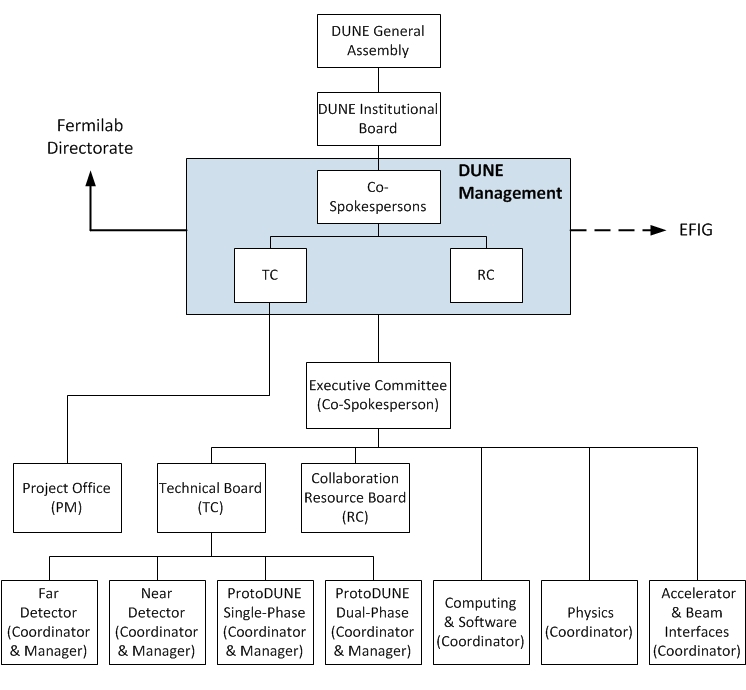 DUNE General
Assembly
DUNE Institutional
Board
Fermilab
Directorate
DUNE
Management
Co-
Spokespersons
EFIG
TC
RC
Executive Committee
(Co-Spokesperson)
Project Office
(PM)
Technical Board
(TC)
Collaboration
Resource Board
(RC)
Far
Detector
(Coordinator
& Manager)
Near
Detector
(Coordinator
& Manager)
ProtoDUNE
Single-Phase
(Coordinator
& Manager)
ProtoDUNE
Dual-Phase
(Coordinator
& Manager)
Computing
& Software
(Coordinator)
Physics
(Coordinator)
Accelerator
& Beam
Interfaces
(Coordinator)